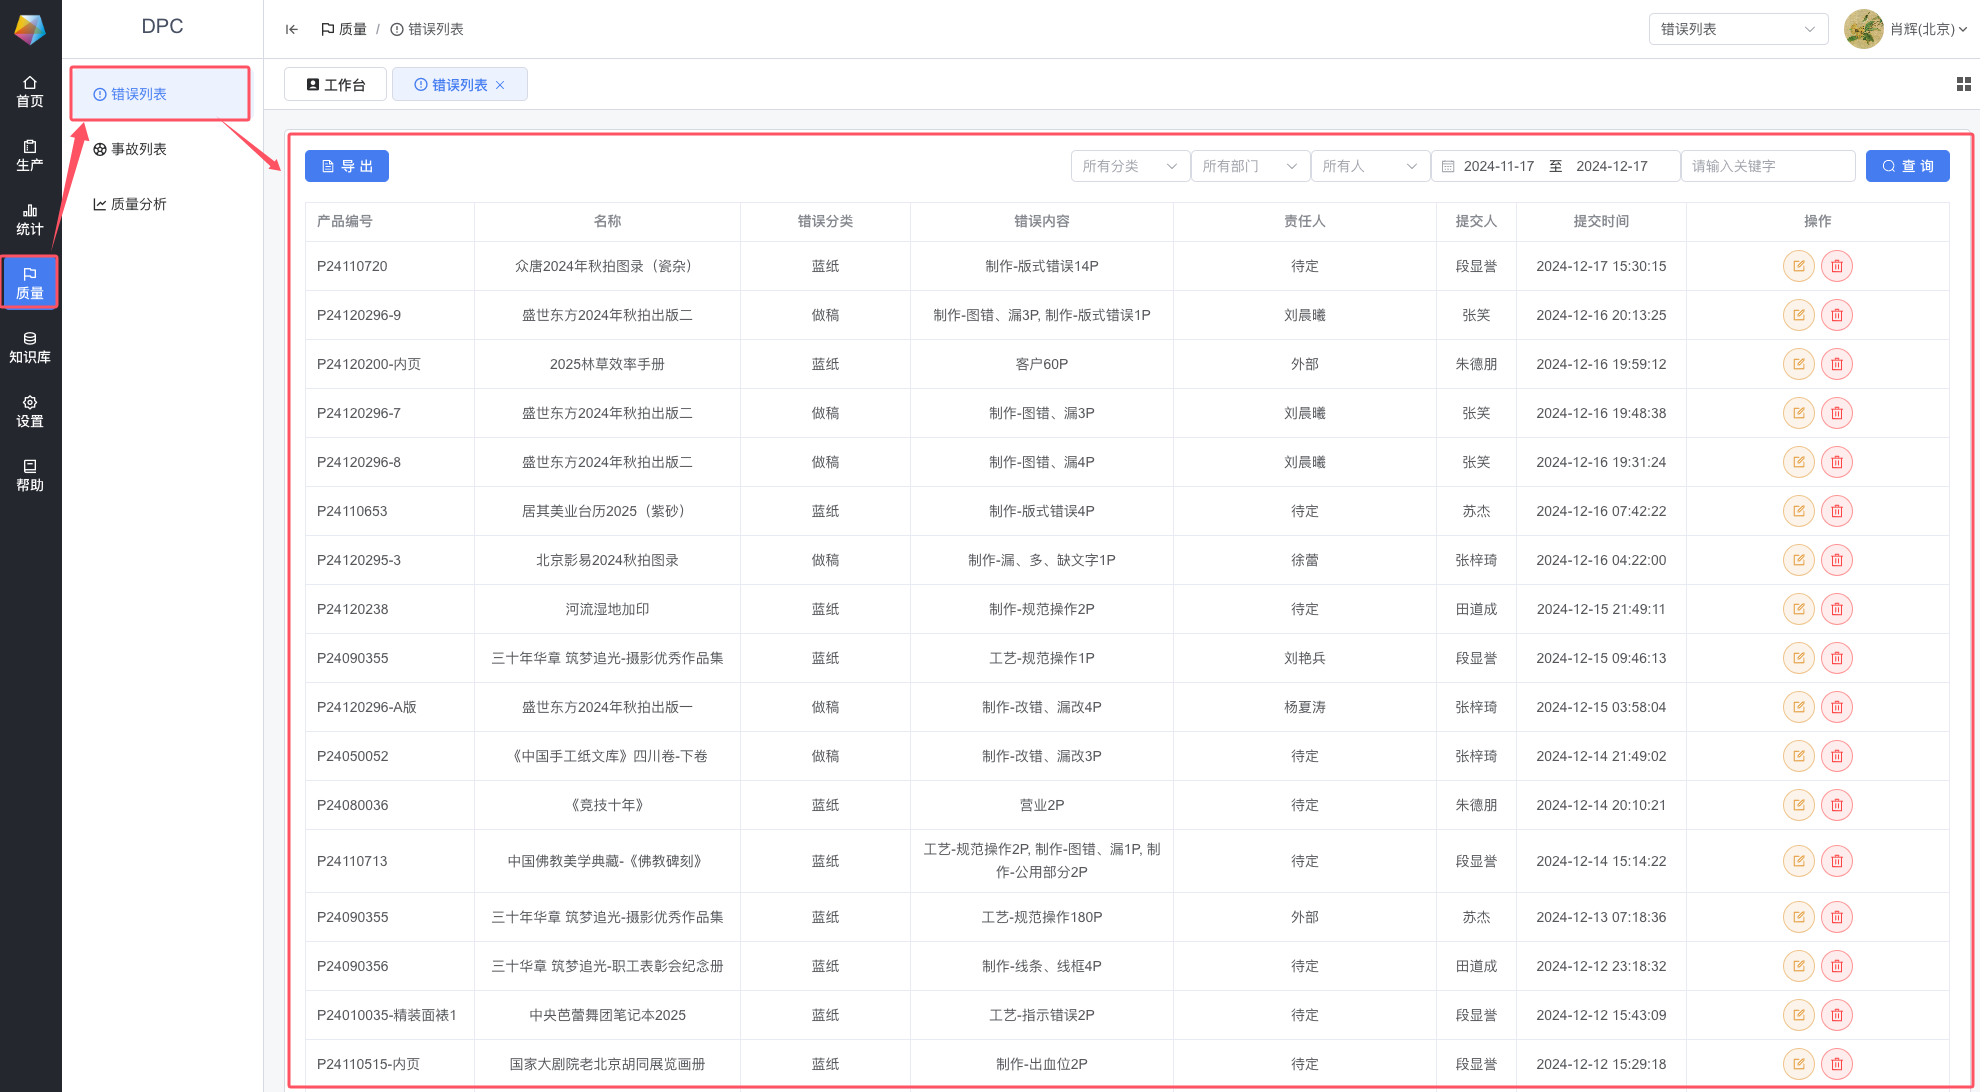 DPC
质量 / 错误列表
错误列表
肖辉(北京)
首页
生产
统计
质量
知识库
设置
帮助
错误列表
事故列表
质量分析
工作台
错误列表
导 出
所有分类
所有部门
所有人
2024-11-17 至 2024-12-17
请输入关键字
查 询
产品编号 名称 错误分类 错误内容 责任人 提交人 提交时间 操作
P24110720 众唐2024年秋拍图录（瓷杂） 蓝纸 制作-版式错误14P 待定 段显誉 2024-12-17 15:30:15
P24120296-9 盛世东方2024年秋拍出版二 做稿 制作-图错、漏3P, 制作-版式错误1P 刘晨曦 张笑 2024-12-16 20:13:25
P24120200-内页 2025林草效率手册 蓝纸 客户60P 外部 朱德朋 2024-12-16 19:59:12
P24120296-7 盛世东方2024年秋拍出版二 做稿 制作-图错、漏3P 刘晨曦 张笑 2024-12-16 19:48:38
P24120296-8 盛世东方2024年秋拍出版二 做稿 制作-图错、漏4P 刘晨曦 张笑 2024-12-16 19:31:24
P24110653 居其美业台历2025（紫砂） 蓝纸 制作-版式错误4P 待定 苏杰 2024-12-16 07:42:22
P24120295-3 北京影易2024秋拍图录 做稿 制作-漏、多、缺文字1P 徐蕾 张梓琦 2024-12-16 04:22:00
P24120238 河流湿地加印 蓝纸 制作-规范操作2P 待定 田道成 2024-12-15 21:49:11
P24090355 三十年华章 筑梦追光-摄影优秀作品集 蓝纸 工艺-规范操作1P 刘艳兵 段显誉 2024-12-15 09:46:13
P24120296-A版 盛世东方2024年秋拍出版一 做稿 制作-改错、漏改4P 杨夏涛 张梓琦 2024-12-15 03:58:04
P24050052 《中国手工纸文库》四川卷-下卷 做稿 制作-改错、漏改3P 待定 张梓琦 2024-12-14 21:49:02
P24080036 《竞技十年》 蓝纸 营业2P 待定 朱德朋 2024-12-14 20:10:21
P24110713 中国佛教美学典藏-《佛教碑刻》 蓝纸 工艺-规范操作2P, 制作-图错、漏1P, 制
作-公用部分2P 待定 段显誉 2024-12-14 15:14:22
P24090355 三十年华章 筑梦追光-摄影优秀作品集 蓝纸 工艺-规范操作180P 外部 苏杰 2024-12-13 07:18:36
P24090356 三十年华章 筑梦追光-职工表彰会纪念册 蓝纸 制作-线条、线框4P 待定 田道成 2024-12-12 23:18:32
P24010035-精装面裱1 中央芭蕾舞团笔记本2025 蓝纸 工艺-指示错误2P 待定 段显誉 2024-12-12 15:43:09
P24110515-内页 国家大剧院老北京胡同展览画册 蓝纸 制作-出血位2P 待定 段显誉 2024-12-12 15:29:18